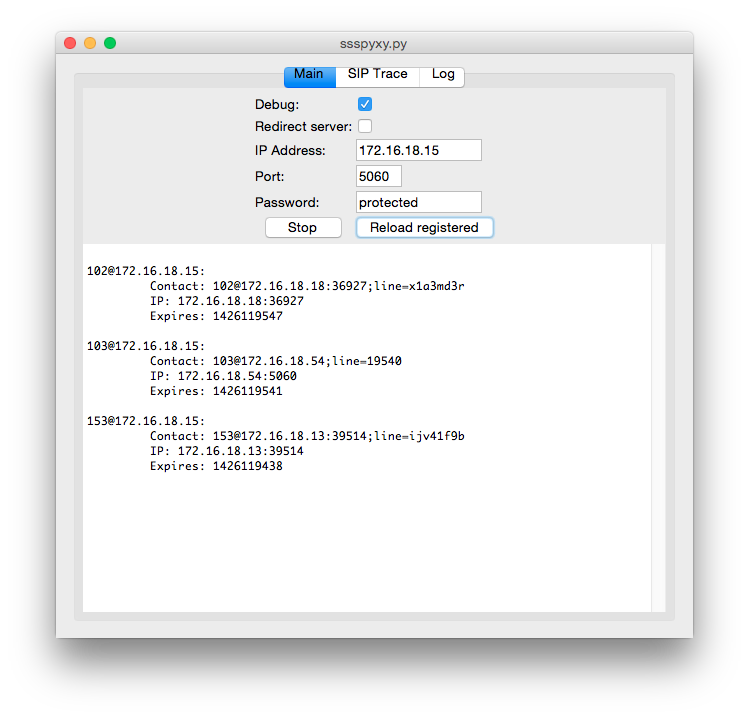 ssspyxy.py
Main SIP Trace Log
Debug:
Redirect server:
IP Address: 172.16.18.15
Port: 5060
Password: protected
Stop Reload registered
102@172.16.18.15:
Contact: 102@172.16.18.18:36927;line=x1a3md3r
IP: 172.16.18.18:36927
Expires: 1426119547
103@172.16.18.15:
Contact: 103@172.16.18.54;line=19540
IP: 172.16.18.54:5060
Expires: 1426119541
153@172.16.18.15:
Contact: 153@172.16.18.13:39514;line=ijv41f9b
IP: 172.16.18.13:39514
Expires: 1426119438